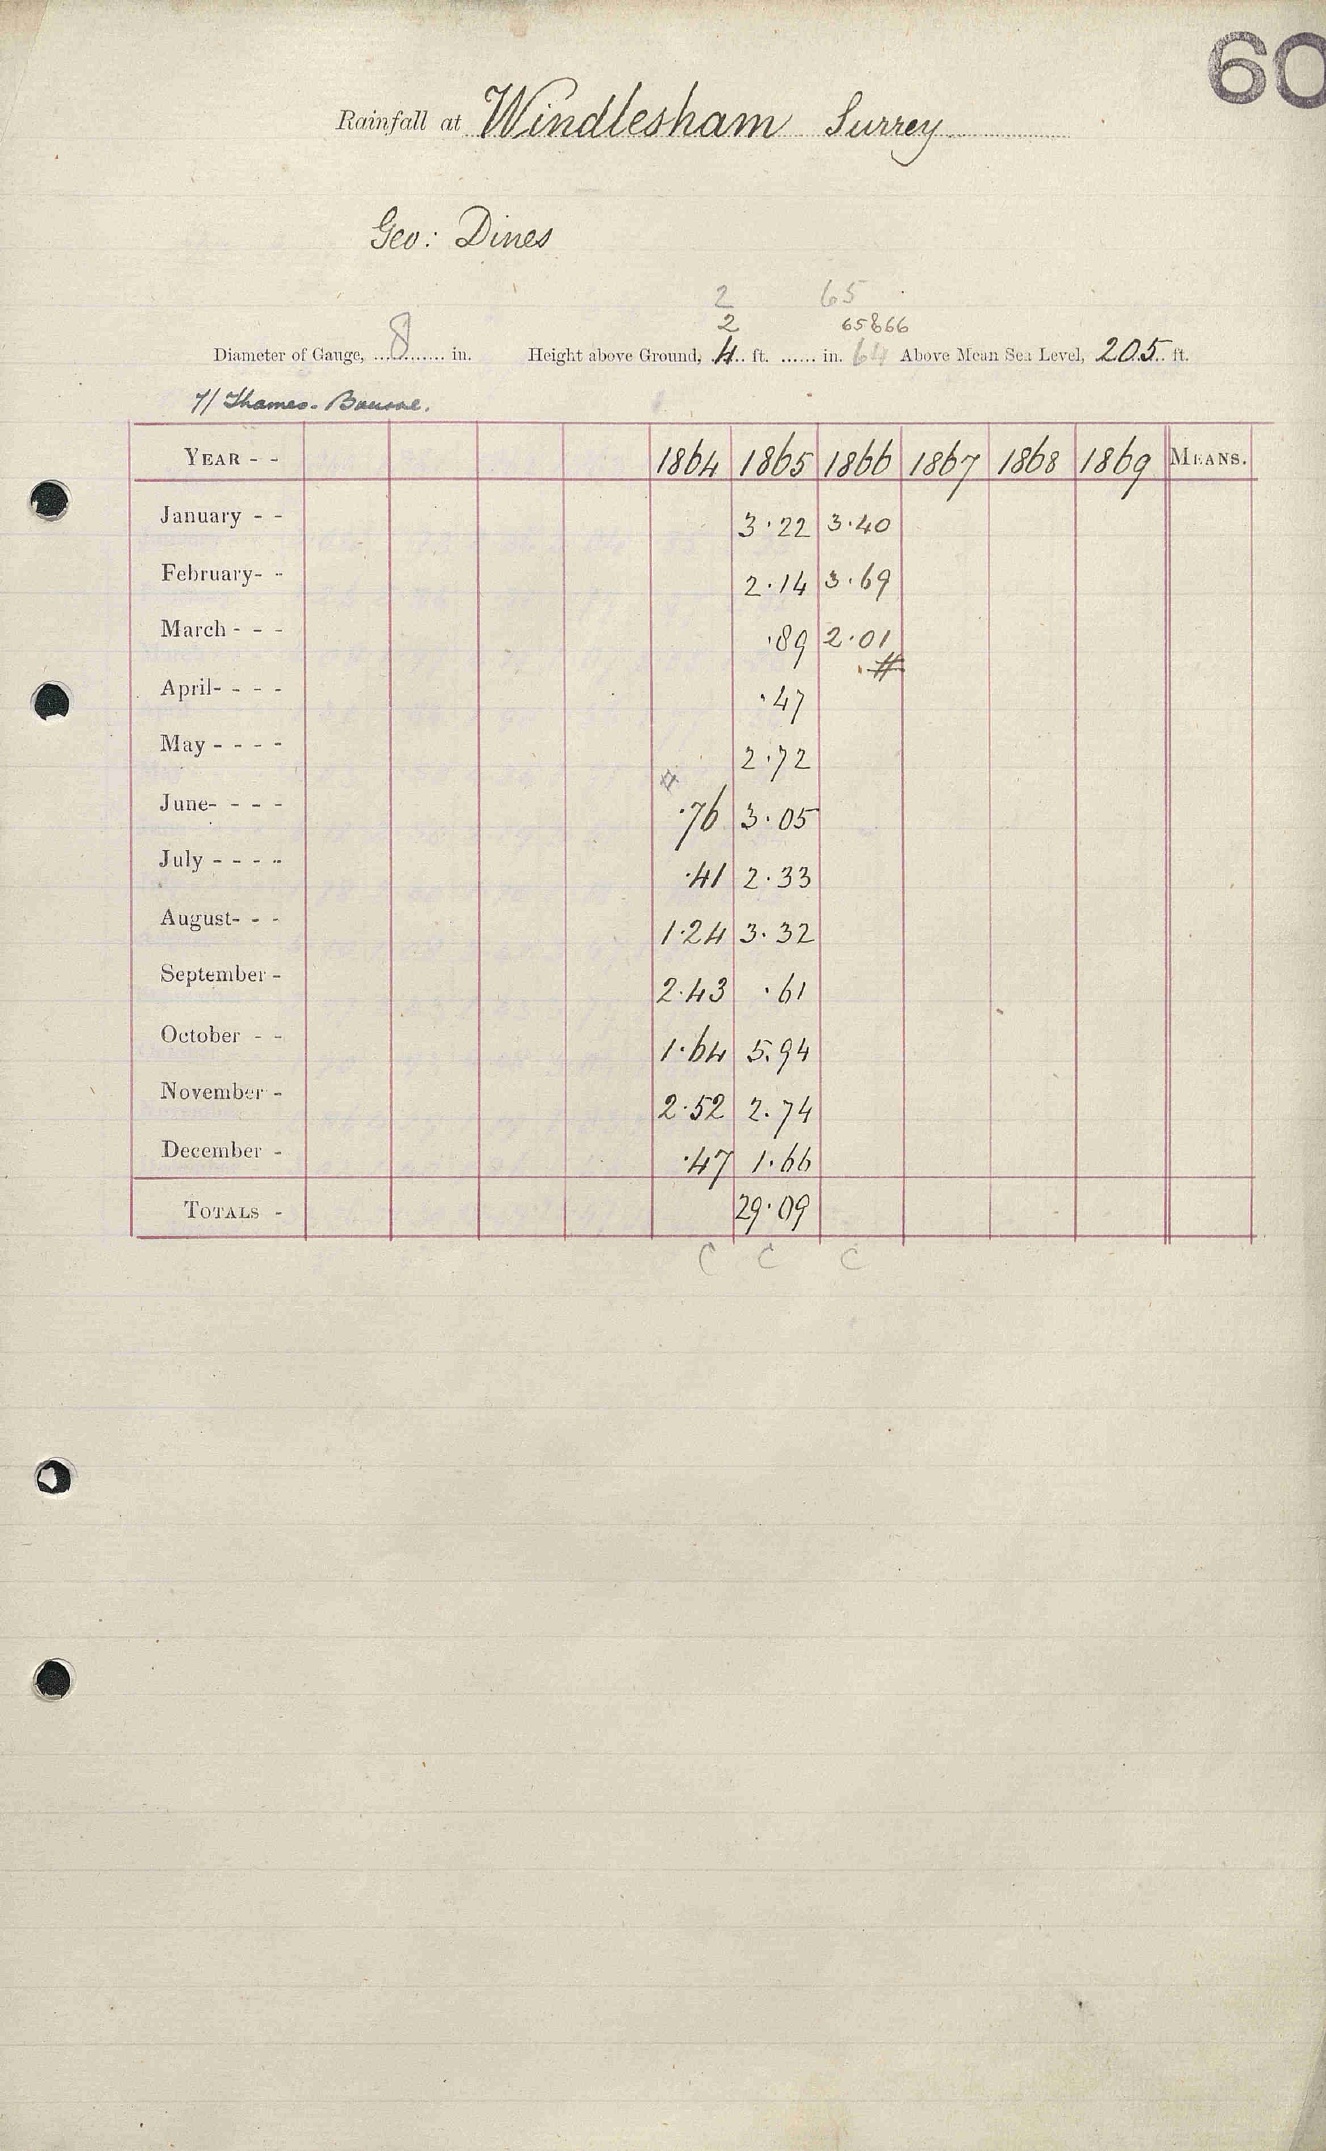 60
Rainfall at Windlesham Surrey
Geo: Dines
2 65
2 65&66
Diameter of Gauge, 8 in. Height above Ground, 4 ft. in. 64 Above Mean Sea Level, 205 ft.
7/ Thames - Bourne.
YEAR - - 1864 1865 1866 1867 1868 1869 MEANS.
January - - 3.22 3.40
February- - 2.14 3.69
March - - - .89 2.01
April- - - - .47 #
May - - - - 2.72
June- - - - .76 3.05
July - - - - .41 2.33
August- - - 1.24 3.32
September - 2.43 .61
October - - 1.64 5.94
November - 2.52 2.74
December - .47 1.66
TOTALS - 29.09
C C C